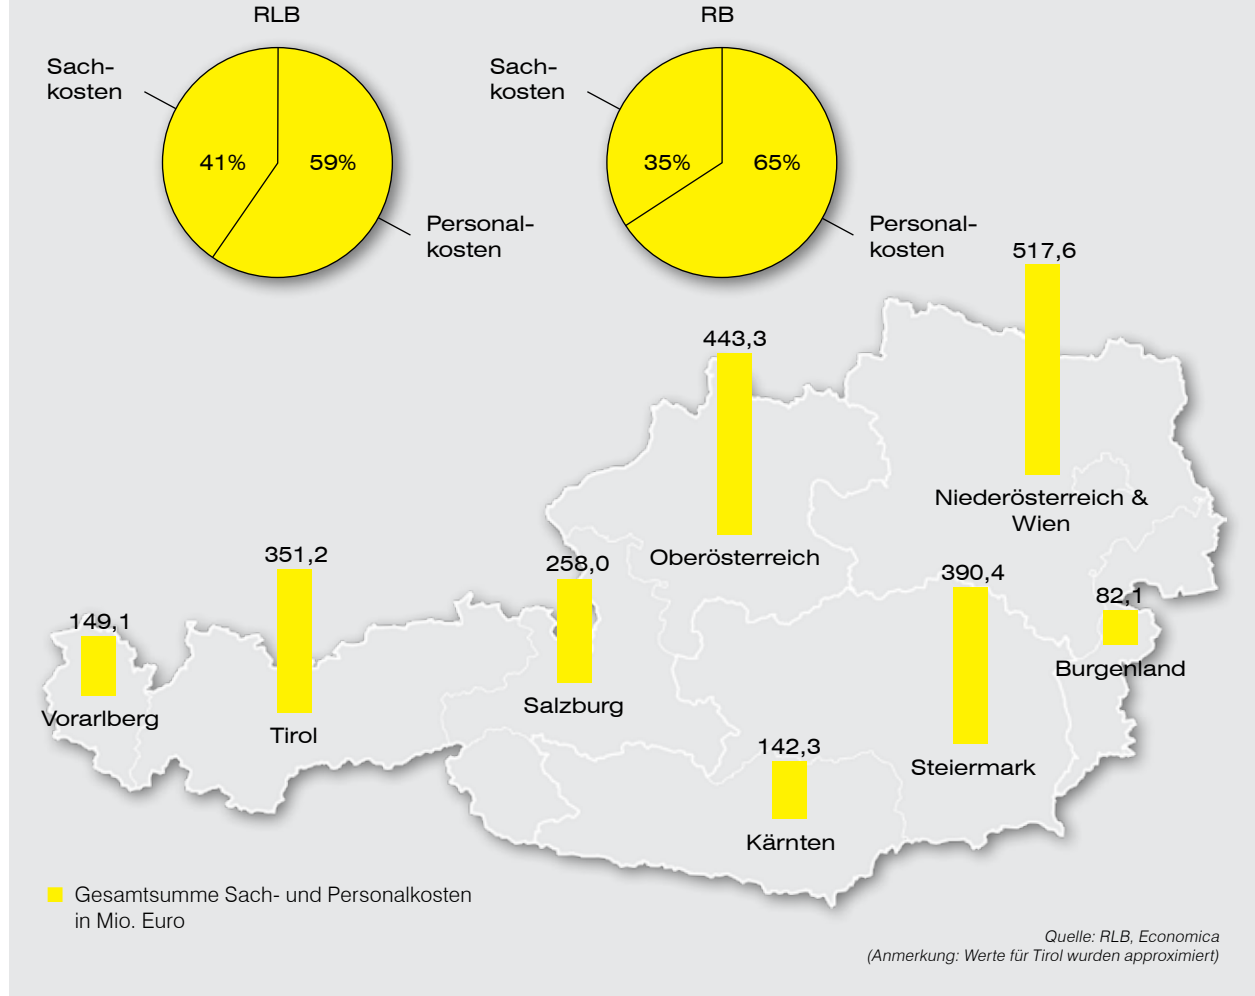 RLB
RB
Sach-
kosten
41%
59%
Personal-
kosten
Sach-
kosten
35%
65%
Personal-
kosten
517,6
Niederösterreich &
Wien
443,3
Oberösterreich
351,2
Tirol
258,0
Salzburg
390,4
Steiermark
82,1
Burgenland
149,1
Vorarlberg
142,3
Kärnten
Gesamtsumme Sach- und Personalkosten
in Mio. Euro
Quelle: RLB, Economica
(Anmerkung: Werte für Tirol wurden approximiert)